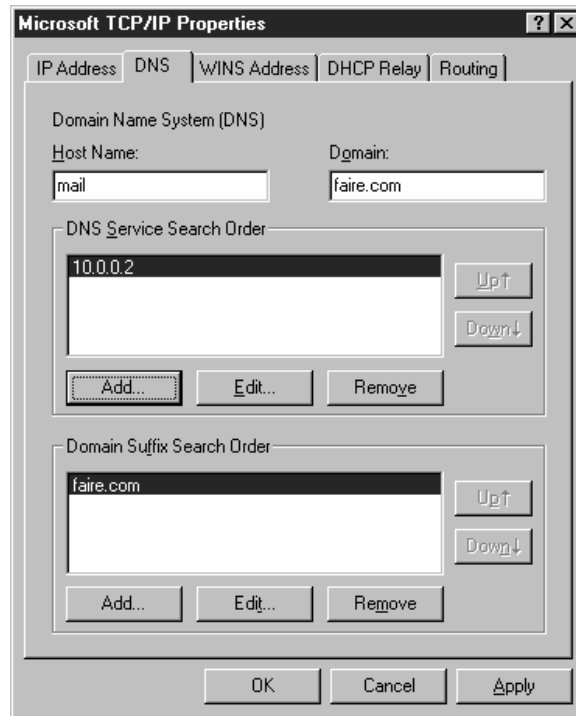 Microsoft TCP/IP Properties
IP Address DNS WINS Address DHCP Relay Routing
Domain Name System (DNS)
Host Name: Domain:
mail faire.com
DNS Service Search Order
10.0.0.2
Up↑
Down↓
Add... Edit... Remove
Domain Suffix Search Order
faire.com
Up↑
Down↓
Add... Edit... Remove
OK Cancel Apply